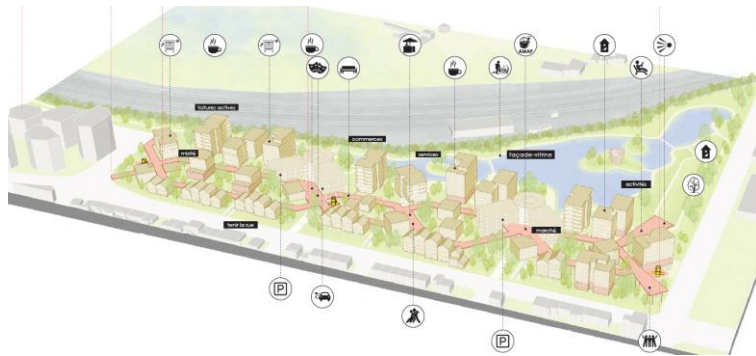 AMAP
toitures actives
commerces
mixité
services
façade-vitrine
activités
tenir la rue
marché
P
P